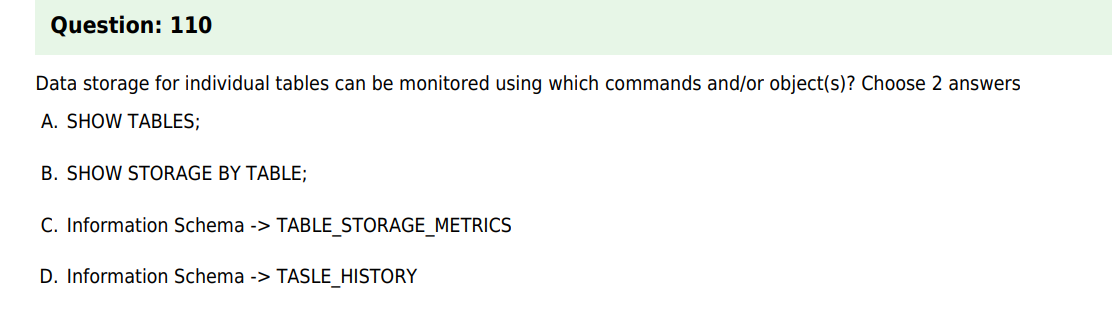 Question: 110
Data storage for individual tables can be monitored using which commands and/or object(s)? Choose 2 answers
A. SHOW TABLES;
B. SHOW STORAGE BY TABLE;
C. Information Schema -> TABLE_STORAGE_METRICS
D. Information Schema -> TASLE_HISTORY